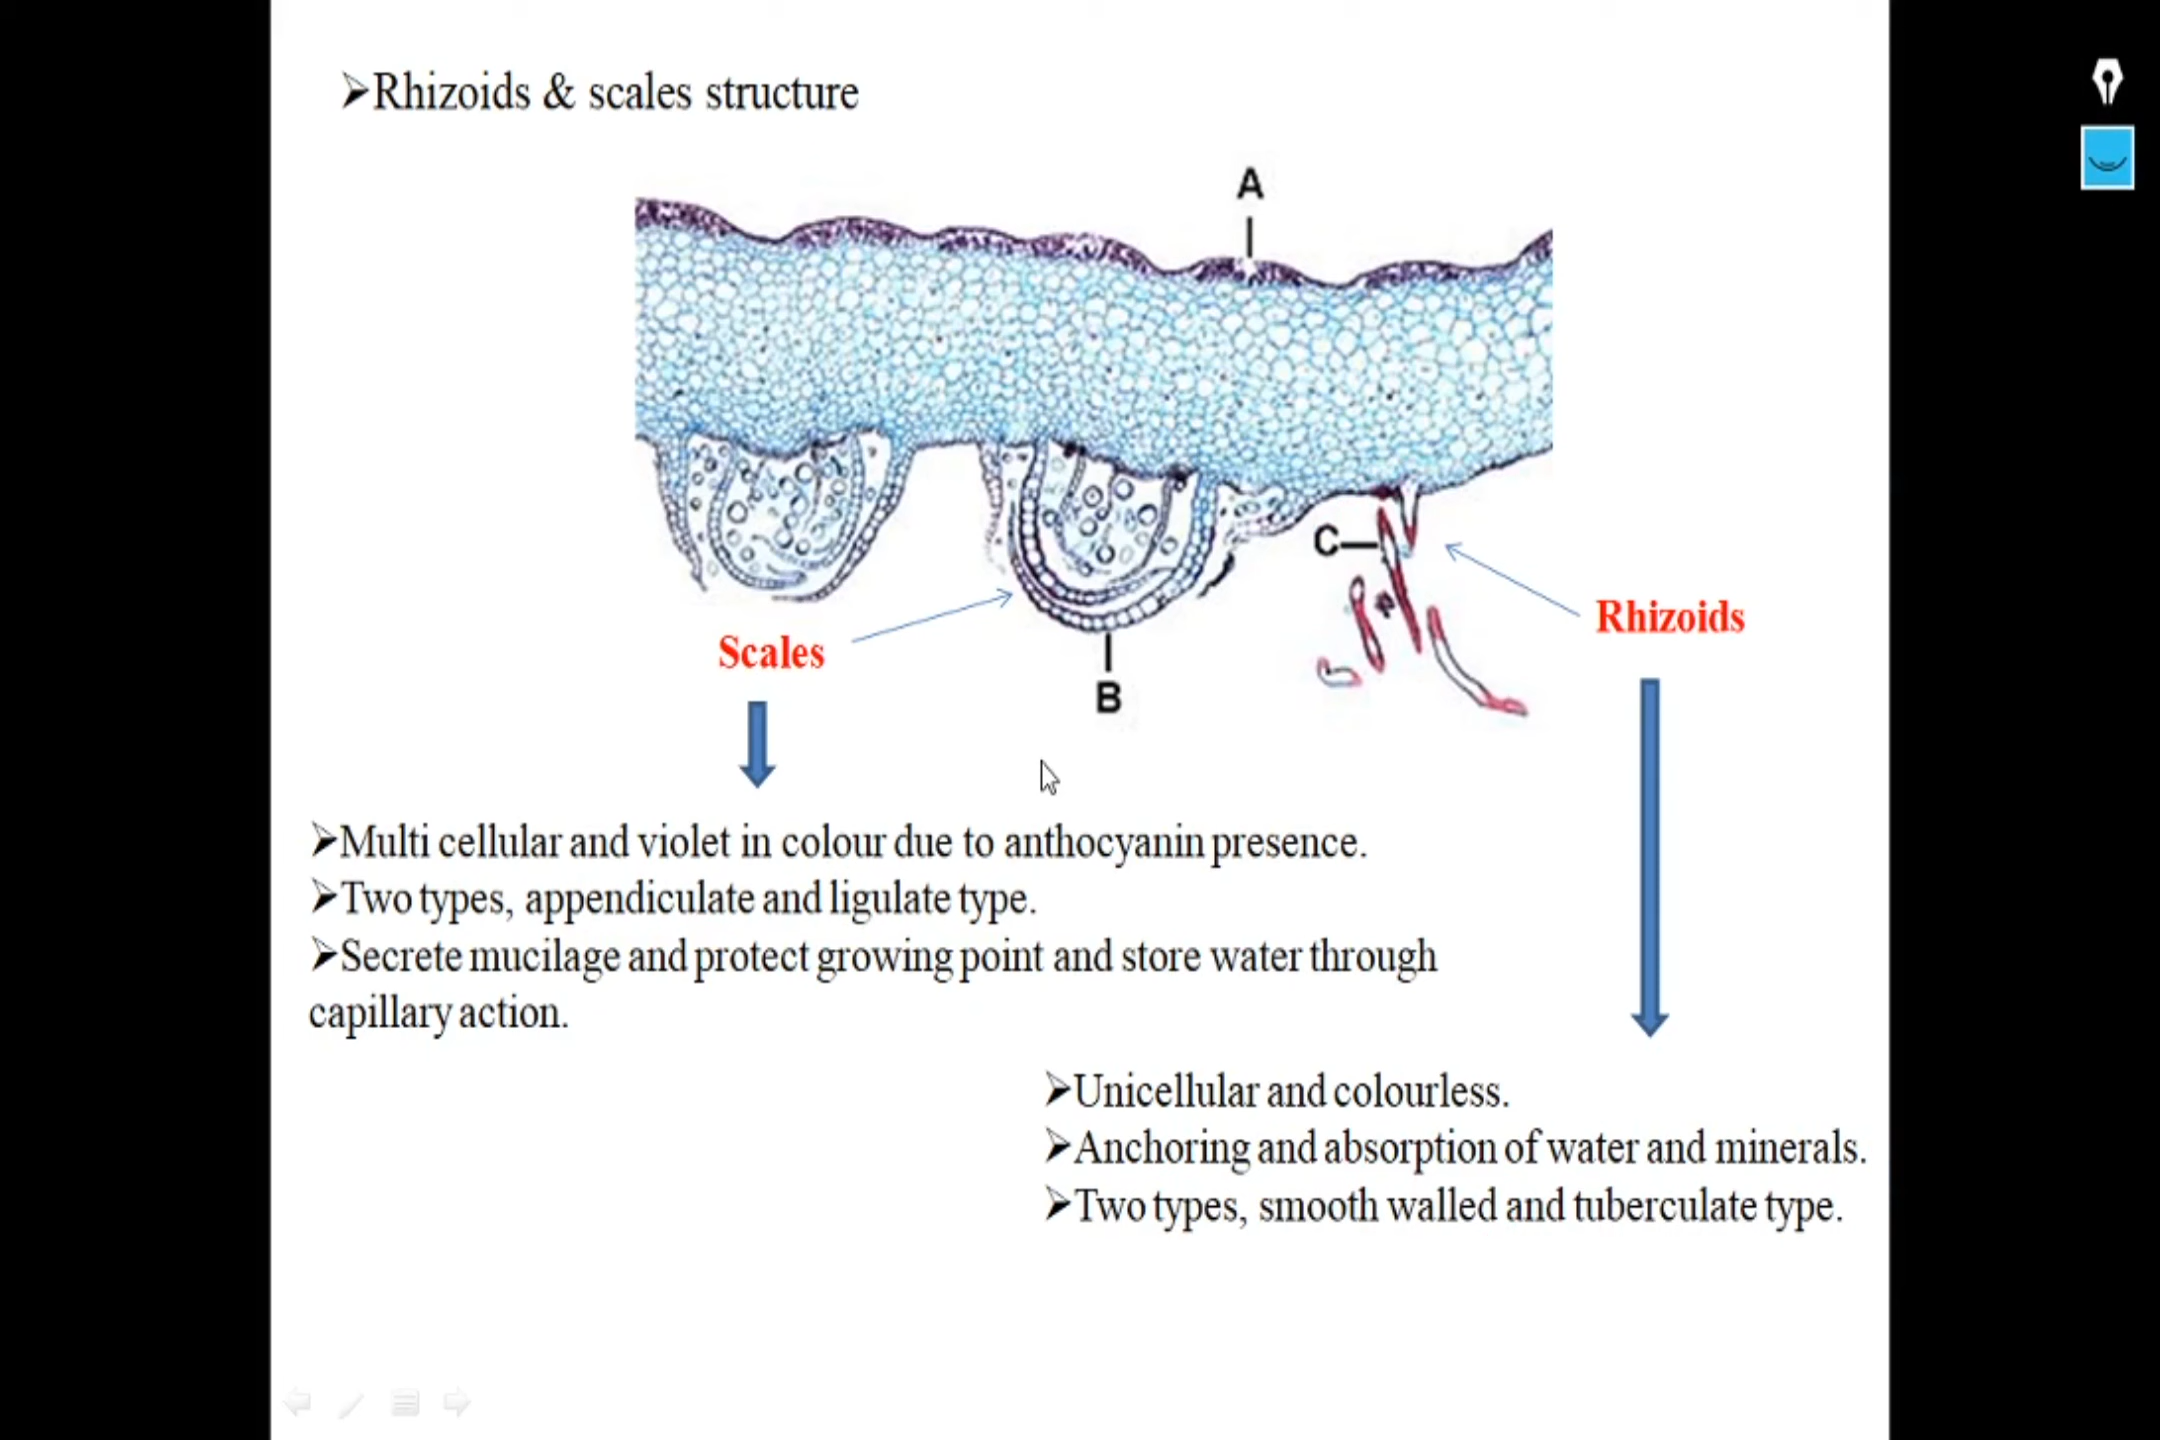 ➢Rhizoids & scales structure
A
C
Rhizoids
Scales
B
➢Multi cellular and violet in colour due to anthocyanin presence.
➢Two types, appendiculate and ligulate type.
➢Secrete mucilage and protect growing point and store water through
capillary action.
➢Unicellular and colourless.
➢Anchoring and absorption of water and minerals.
➢Two types, smooth walled and tuberculate type.